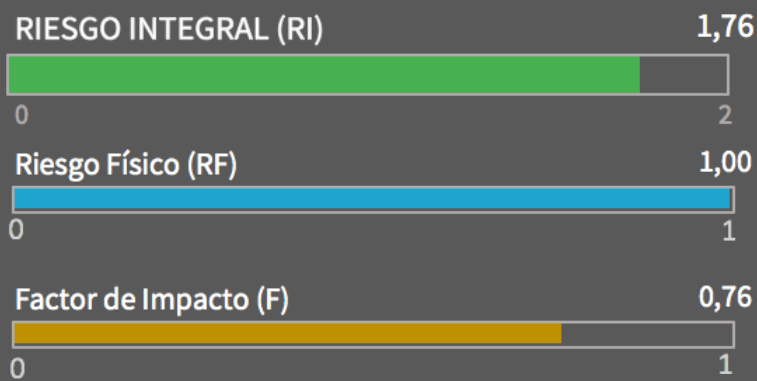 RIESGO INTEGRAL (RI) 1,76
0 2
Riesgo Físico (RF) 1,00
0 1
Factor de Impacto (F) 0,76
0 1